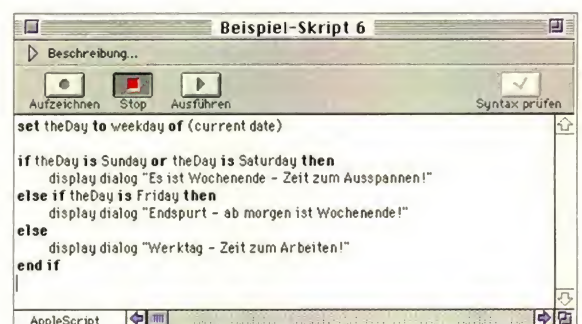 Beispiel-Skript 6
Beschreibung...
Aufzeichnen Stop Ausführen Syntax prüfen
set theDay to weekday of (current date)
if theDay is Sunday or theDay is Saturday then
display dialog "Es ist Wochenende - Zeit zum Ausspannen!"
else if theDay is Friday then
display dialog "Endspurt - ab morgen ist Wochenende!"
else
display dialog "Werktag - Zeit zum Arbeiten!"
end if
AppleScript